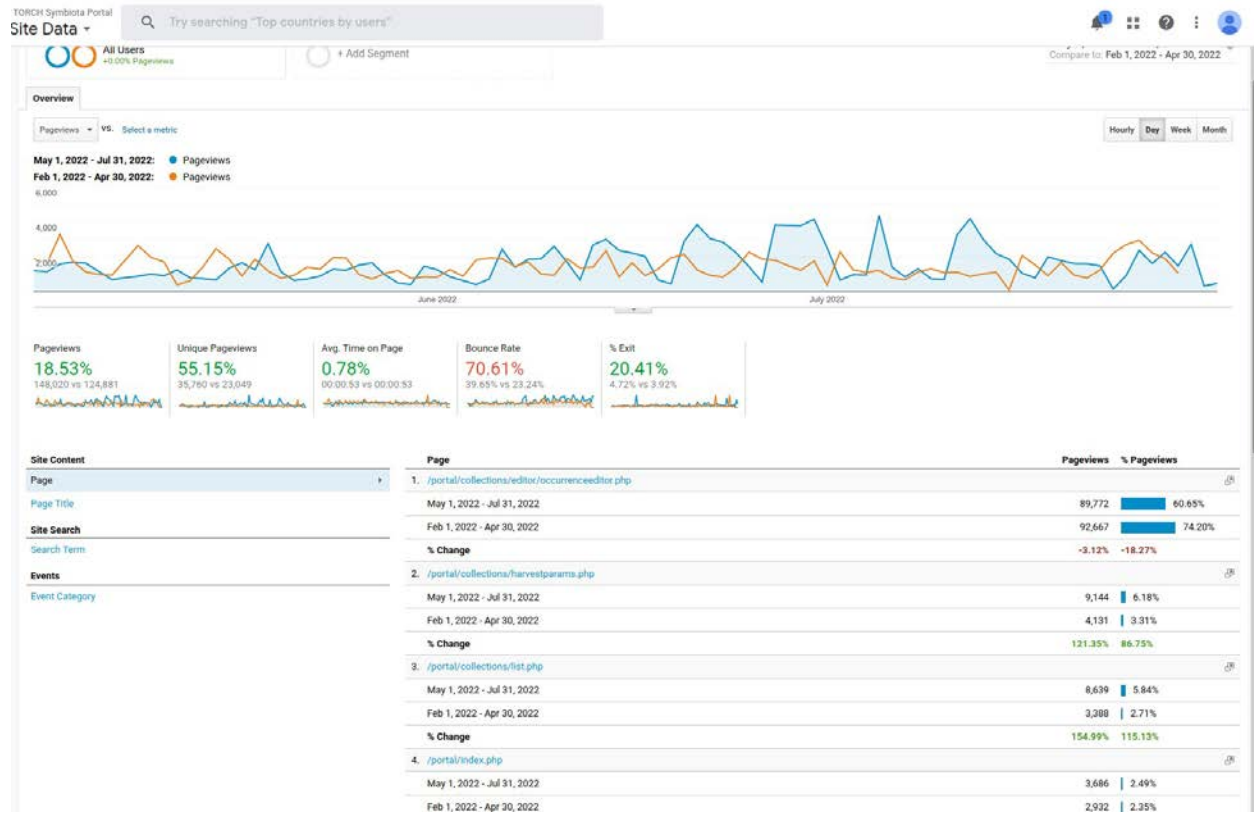 TORCH Symbiota Portal
Site Data
Try searching "Top countries by users"
1
All Users
+0.00% Pageviews
+ Add Segment
Compare to: Feb 1, 2022 - Apr 30, 2022
Overview
Pageviews VS. Select a metric
Hourly Day Week Month
May 1, 2022 - Jul 31, 2022: Pageviews
Feb 1, 2022 - Apr 30, 2022: Pageviews
6,000
4,000
2,000
June 2022 July 2022
Pageviews Unique Pageviews Avg. Time on Page Bounce Rate % Exit
18.53% 55.15% 0.78% 70.61% 20.41%
148,020 vs 124,881 35,760 vs 23,049 00:00:53 vs 00:00:53 39.65% vs 23.24% 4.72% vs 3.92%
Site Content
Page
Page Title
Site Search
Search Term
Events
Event Category
Page Pageviews % Pageviews
1. /portal/collections/editor/occurrenceeditor.php
May 1, 2022 - Jul 31, 2022 89,772 60.65%
Feb 1, 2022 - Apr 30, 2022 92,667 74.20%
% Change -3.12% -18.27%
2. /portal/collections/harvestparams.php
May 1, 2022 - Jul 31, 2022 9,144 6.18%
Feb 1, 2022 - Apr 30, 2022 4,131 3.31%
% Change 121.35% 86.75%
3. /portal/collections/list.php
May 1, 2022 - Jul 31, 2022 8,639 5.84%
Feb 1, 2022 - Apr 30, 2022 3,388 2.71%
% Change 154.99% 115.13%
4. /portal/index.php
May 1, 2022 - Jul 31, 2022 3,686 2.49%
Feb 1, 2022 - Apr 30, 2022 2,932 2.35%